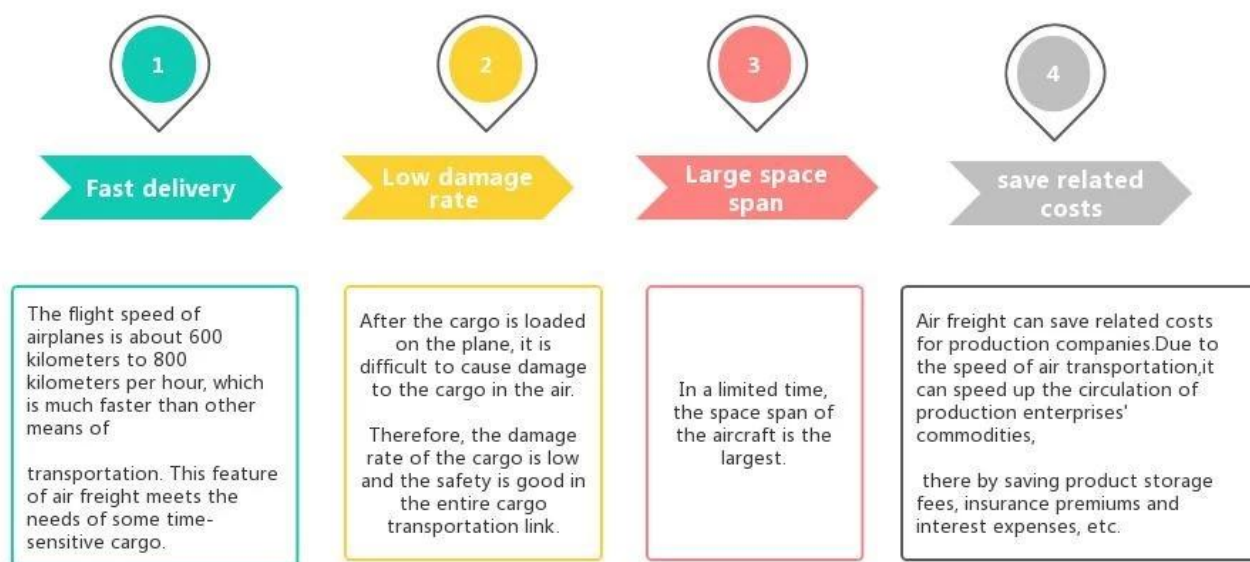 1
Fast delivery
The flight speed of
airplanes is about 600
kilometers to 800
kilometers per hour, which
is much faster than other
means of
transportation. This feature
of air freight meets the
needs of some time-
sensitive cargo.
2
Low damage
rate
After the cargo is loaded
on the plane, it is
difficult to cause damage
to the cargo in the air.
Therefore, the damage
rate of the cargo is low
and the safety is good in
the entire cargo
transportation link.
3
Large space
span
In a limited time,
the space span of
the aircraft is the
largest.
4
save related
costs
Air freight can save related costs
for production companies.Due to
the speed of air transportation,it
can speed up the circulation of
production enterprises'
commodities,
there by saving product storage
fees, insurance premiums and
interest expenses, etc.